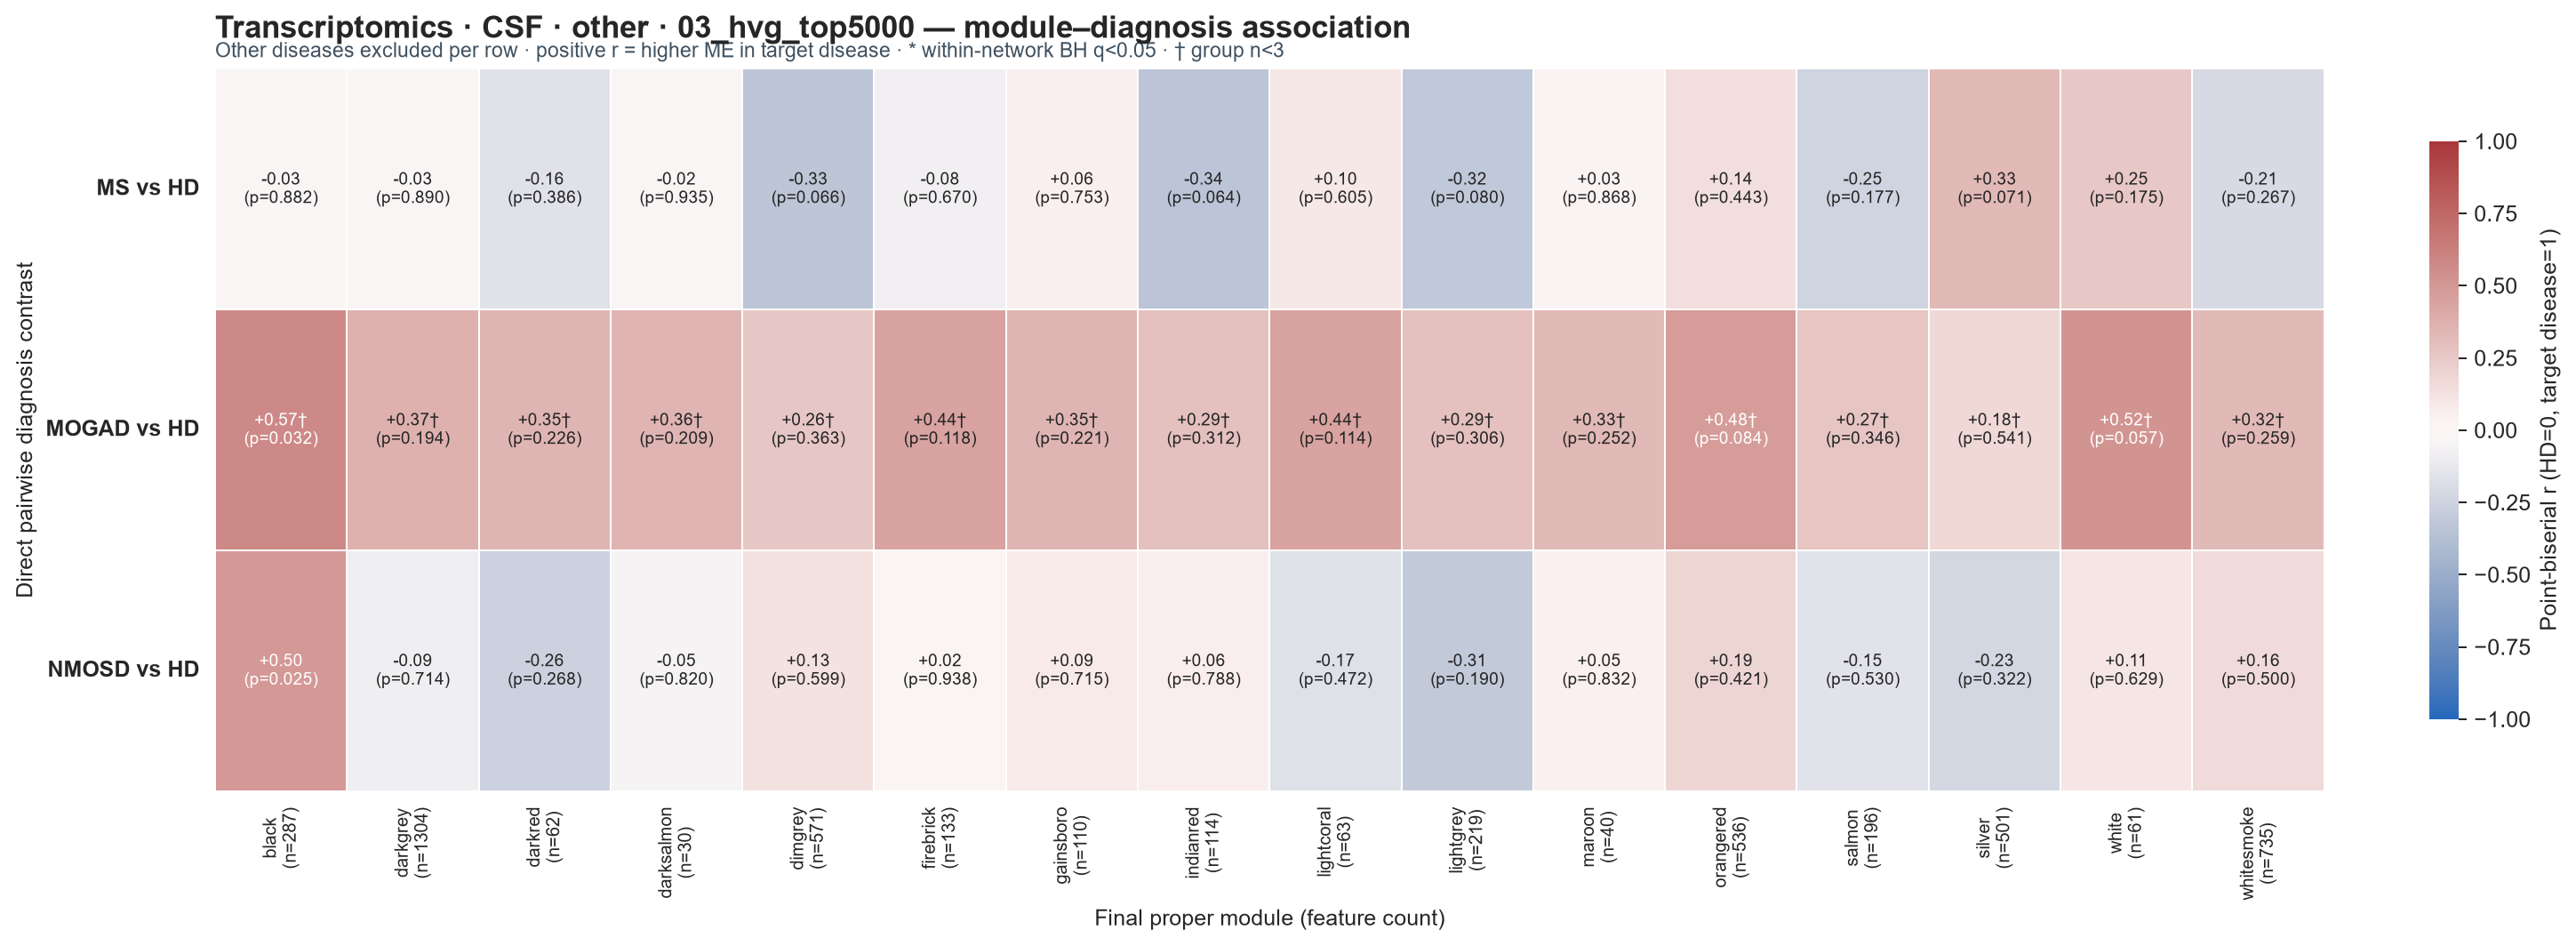 Transcriptomics · CSF · other · 03_hvg_top5000 — module–diagnosis association
Other diseases excluded per row · positive r = higher ME in target disease · * within-network BH q<0.05 · † group n<3
Direct pairwise diagnosis contrast
MS vs HD
-0.03 -0.03 -0.16 -0.02 -0.33 -0.08 +0.06 -0.34 +0.10 -0.32 +0.03 +0.14 -0.25 +0.33 +0.25 -0.21
(p=0.882) (p=0.890) (p=0.386) (p=0.935) (p=0.066) (p=0.670) (p=0.753) (p=0.064) (p=0.605) (p=0.080) (p=0.868) (p=0.443) (p=0.177) (p=0.071) (p=0.175) (p=0.267)
MOGAD vs HD
+0.57† +0.37† +0.35† +0.36† +0.26† +0.44† +0.35† +0.29† +0.44† +0.29† +0.33† +0.48† +0.27† +0.18† +0.52† +0.32†
(p=0.032) (p=0.194) (p=0.226) (p=0.209) (p=0.363) (p=0.118) (p=0.221) (p=0.312) (p=0.114) (p=0.306) (p=0.252) (p=0.084) (p=0.346) (p=0.541) (p=0.057) (p=0.259)
NMOSD vs HD
+0.50 -0.09 -0.26 -0.05 +0.13 +0.02 +0.09 +0.06 -0.17 -0.31 +0.05 +0.19 -0.15 -0.23 +0.11 +0.16
(p=0.025) (p=0.714) (p=0.268) (p=0.820) (p=0.599) (p=0.938) (p=0.715) (p=0.788) (p=0.472) (p=0.190) (p=0.832) (p=0.421) (p=0.530) (p=0.322) (p=0.629) (p=0.500)
black
(n=287)
darkgrey
(n=1304)
darkred
(n=62)
darksalmon
(n=30)
dimgrey
(n=571)
firebrick
(n=133)
gainsboro
(n=110)
indianred
(n=114)
lightcoral
(n=63)
lightgrey
(n=219)
maroon
(n=40)
orangered
(n=536)
salmon
(n=196)
silver
(n=501)
white
(n=61)
whitesmoke
(n=735)
Final proper module (feature count)
1.00
0.75
0.50
0.25
0.00
−0.25
−0.50
−0.75
−1.00
Point-biserial r (HD=0, target disease=1)